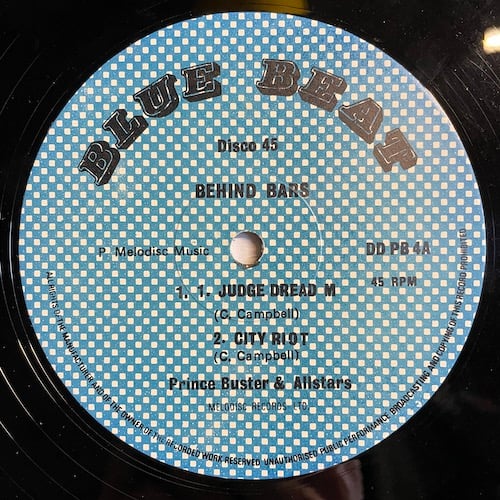 BLUE BEAT
Disco 45
BEHIND BARS
P. Melodisc Music
DD PB 4A
45 RPM
1. 1. JUDGE DREAD M
(C. Campbell)
2. CITY RIOT
(C. Campbell)
Prince Buster & Allstars
MELODISC RECORDS LTD.
ALL RIGHTS OF THE MANUFACTURER AND OF THE OWNER OF THE RECORDED WORK RESERVED UNAUTHORISED PUBLIC PERFORMANCE, BROADCASTING AND COPYING OF THIS RECORD PROHIBITED